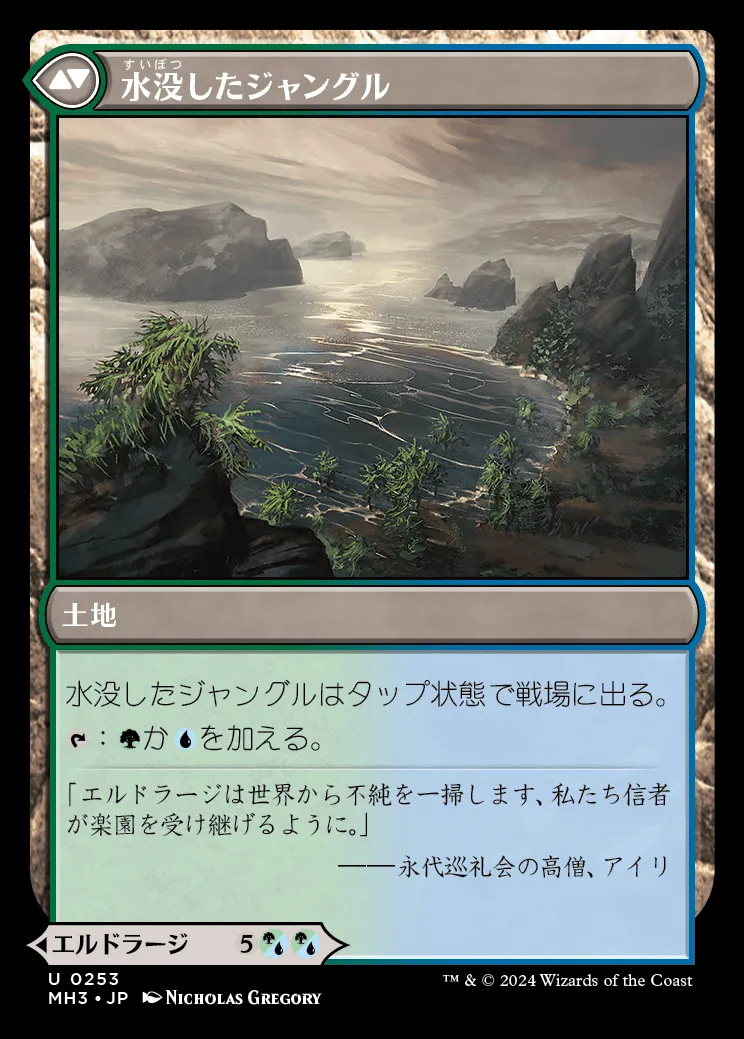 すいぼつ
水没したジャングル
土地
水没したジャングルはタップ状態で戦場に出る。
：か を加える。
「エルドラージは世界から不純を一掃します、私たち信者
が楽園を受け継げるように。」
――永代巡礼会の高僧、アイリ
エルドラージ 5
U 0253
MH3 • JP NICHOLAS GREGORY
™ & © 2024 Wizards of the Coast